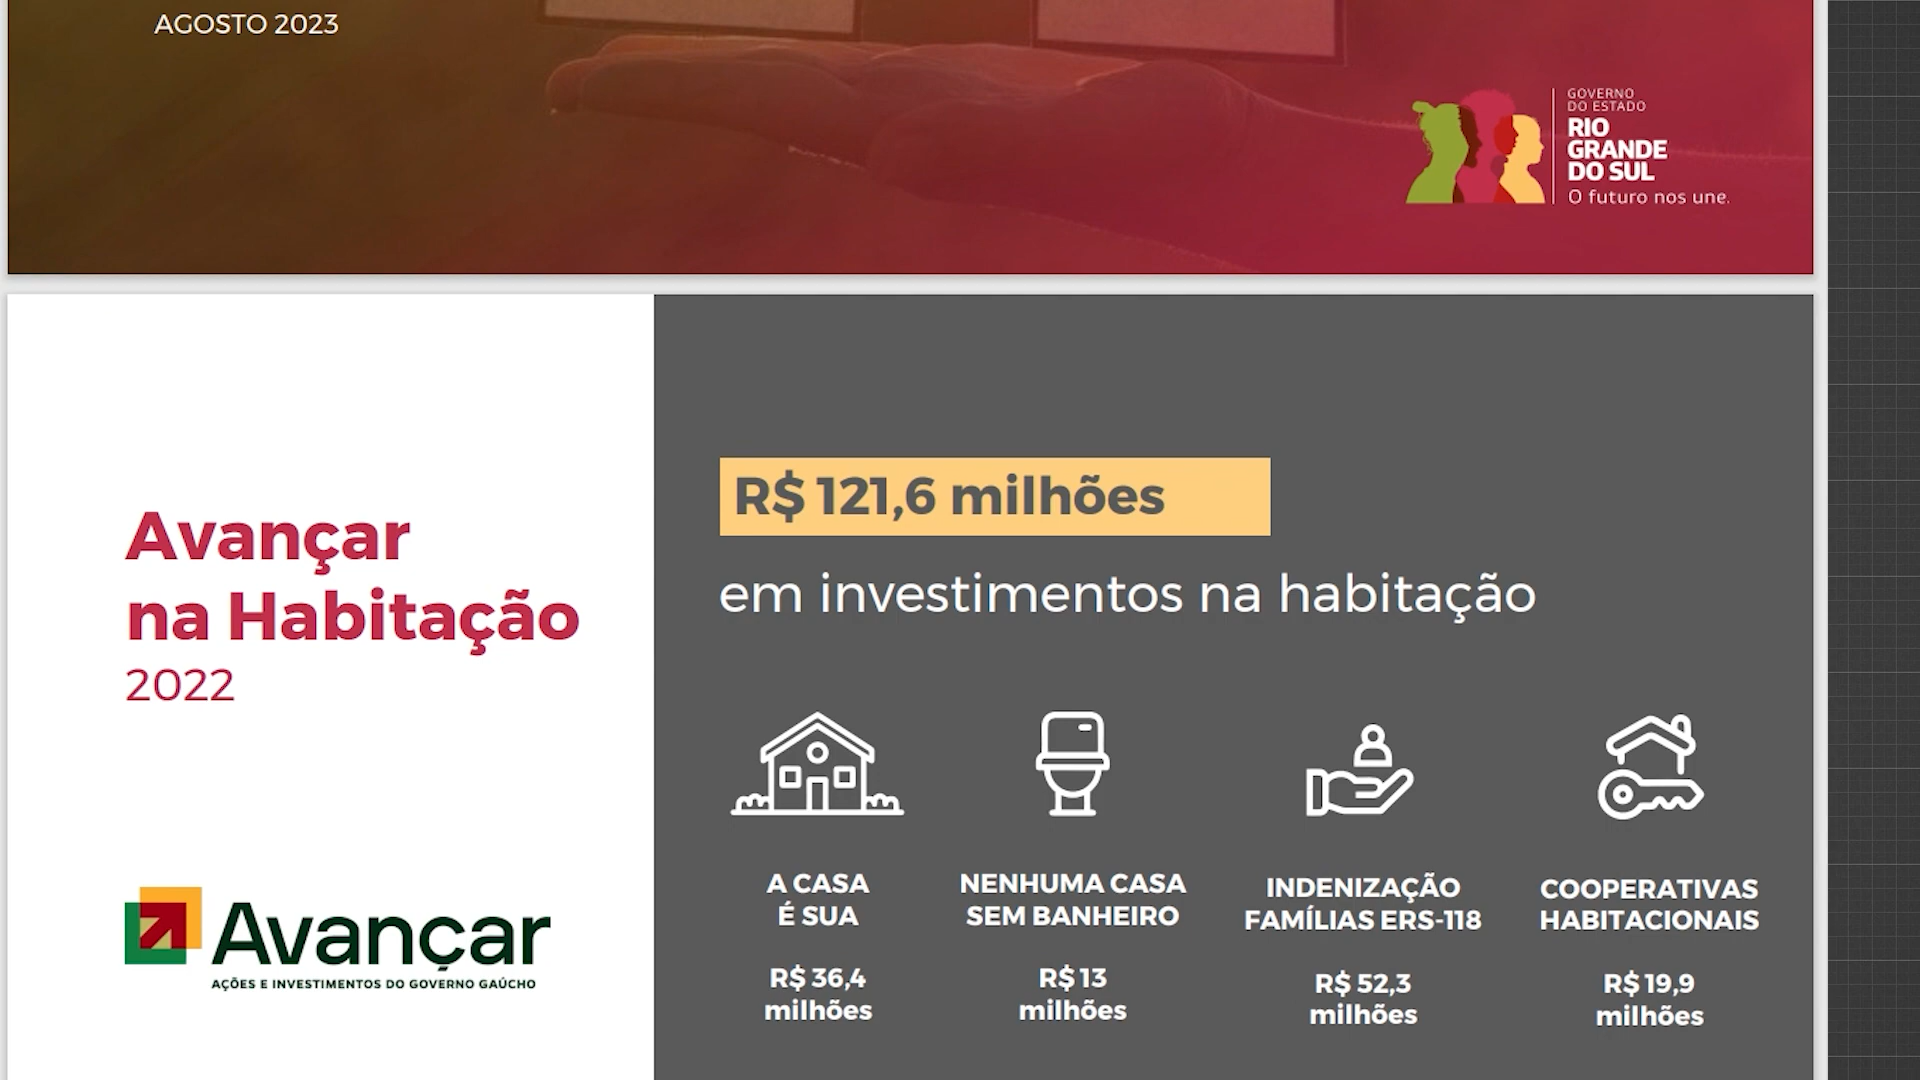 AGOSTO 2023
GOVERNO
DO ESTADO
RIO
GRANDE
DO SUL
O futuro nos une.
Avançar
na Habitação
2022
Avançar
AÇÕES E INVESTIMENTOS DO GOVERNO GAÚCHO
R$ 121,6 milhões
em investimentos na habitação
A CASA
É SUA
R$ 36,4
milhões
NENHUMA CASA
SEM BANHEIRO
R$ 13
milhões
INDENIZAÇÃO
FAMÍLIAS ERS-118
R$ 52,3
milhões
COOPERATIVAS
HABITACIONAIS
R$ 19,9
milhões